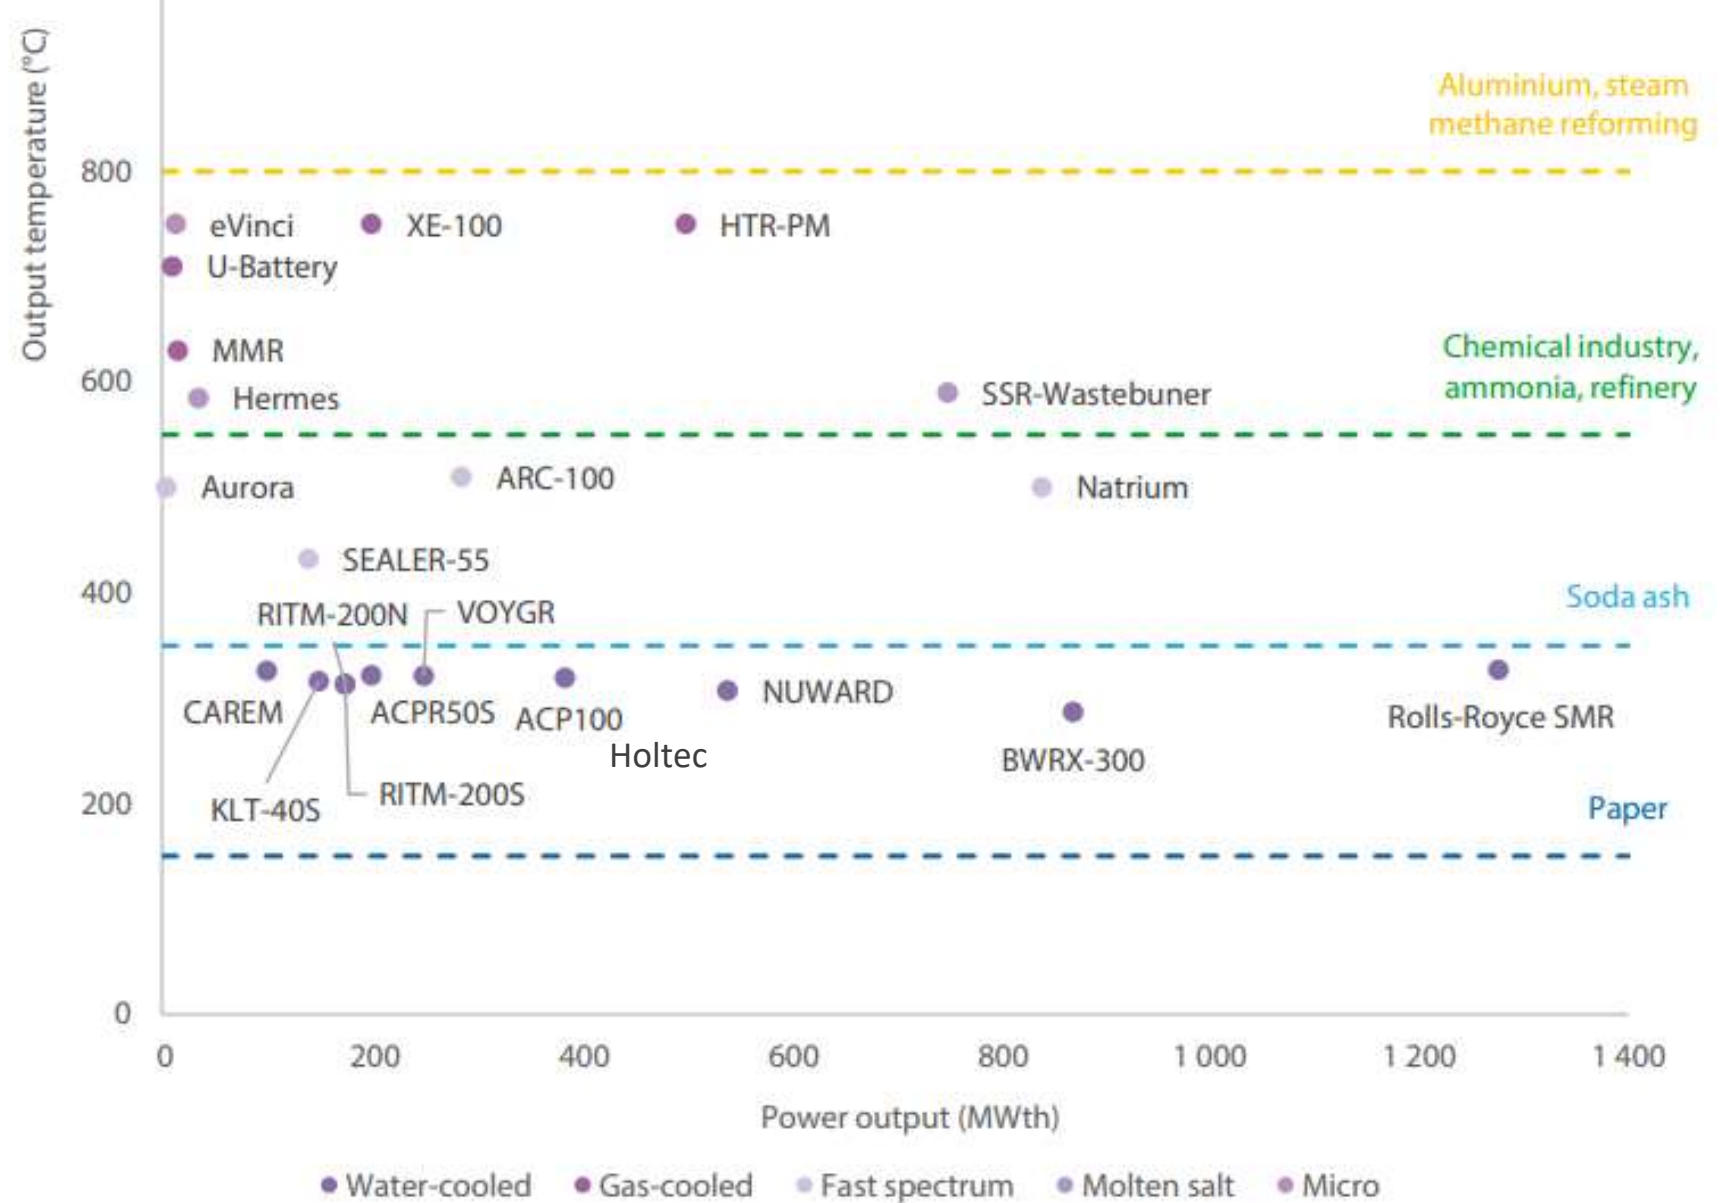 Output temperature (°C)
Aluminium, steam
methane reforming
800
eVinci
XE-100
HTR-PM
U-Battery
MMR
Chemical industry,
ammonia, refinery
600
Hermes
SSR-Wastebuner
Aurora
ARC-100
Natrium
SEALER-55
400
Soda ash
RITM-200N
VOYGR
NUWARD
CAREM
ACPR50S
ACP100
Rolls-Royce SMR
Holtec
BWRX-300
200
KLT-40S
RITM-200S
Paper
0
0 200 400 600 800 1 000 1 200 1 400
Power output (MWth)
Water-cooled Gas-cooled Fast spectrum Molten salt Micro